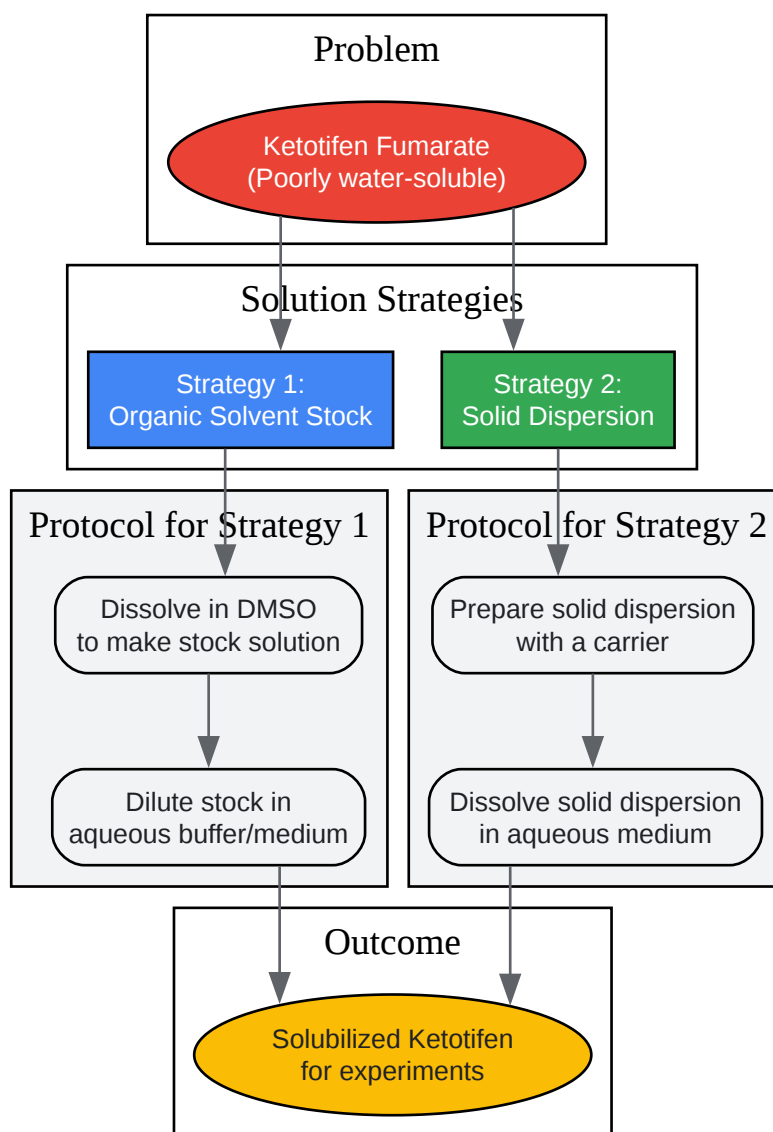 Problem
Ketotifen Fumarate
(Poorly water-soluble)
Solution Strategies
Strategy 1:
Organic Solvent Stock
Strategy 2:
Solid Dispersion
Protocol for Strategy 1
Dissolve in DMSO
to make stock solution
Dilute stock in
aqueous buffer/medium
Protocol for Strategy 2
Prepare solid dispersion
with a carrier
Dissolve solid dispersion
in aqueous medium
Outcome
Solubilized Ketotifen
for experiments